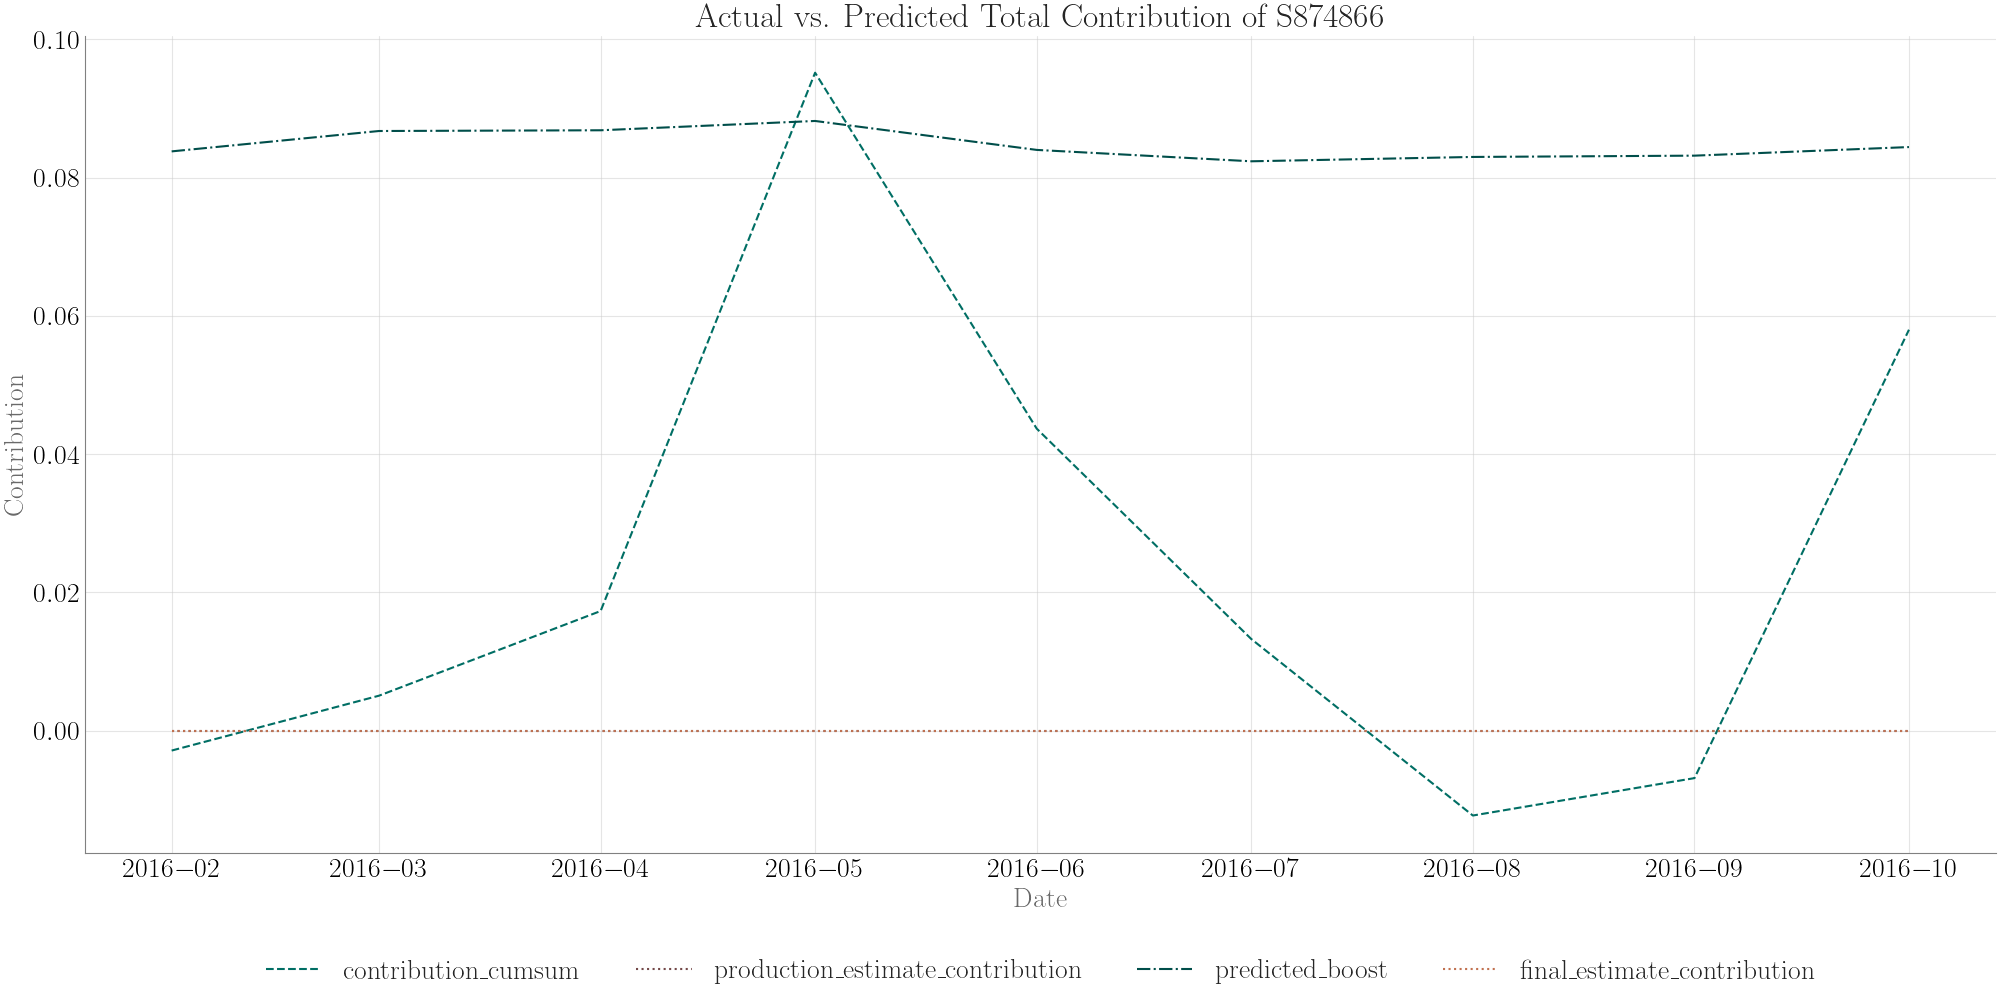 Actual vs. Predicted Total Contribution of S874866
0.10
0.08
0.06
0.04
0.02
0.00
Contribution
2016−02 2016−03 2016−04 2016−05 2016−06 2016−07 2016−08 2016−09 2016−10
Date
contribution_cumsum production_estimate_contribution predicted_boost final_estimate_contribution